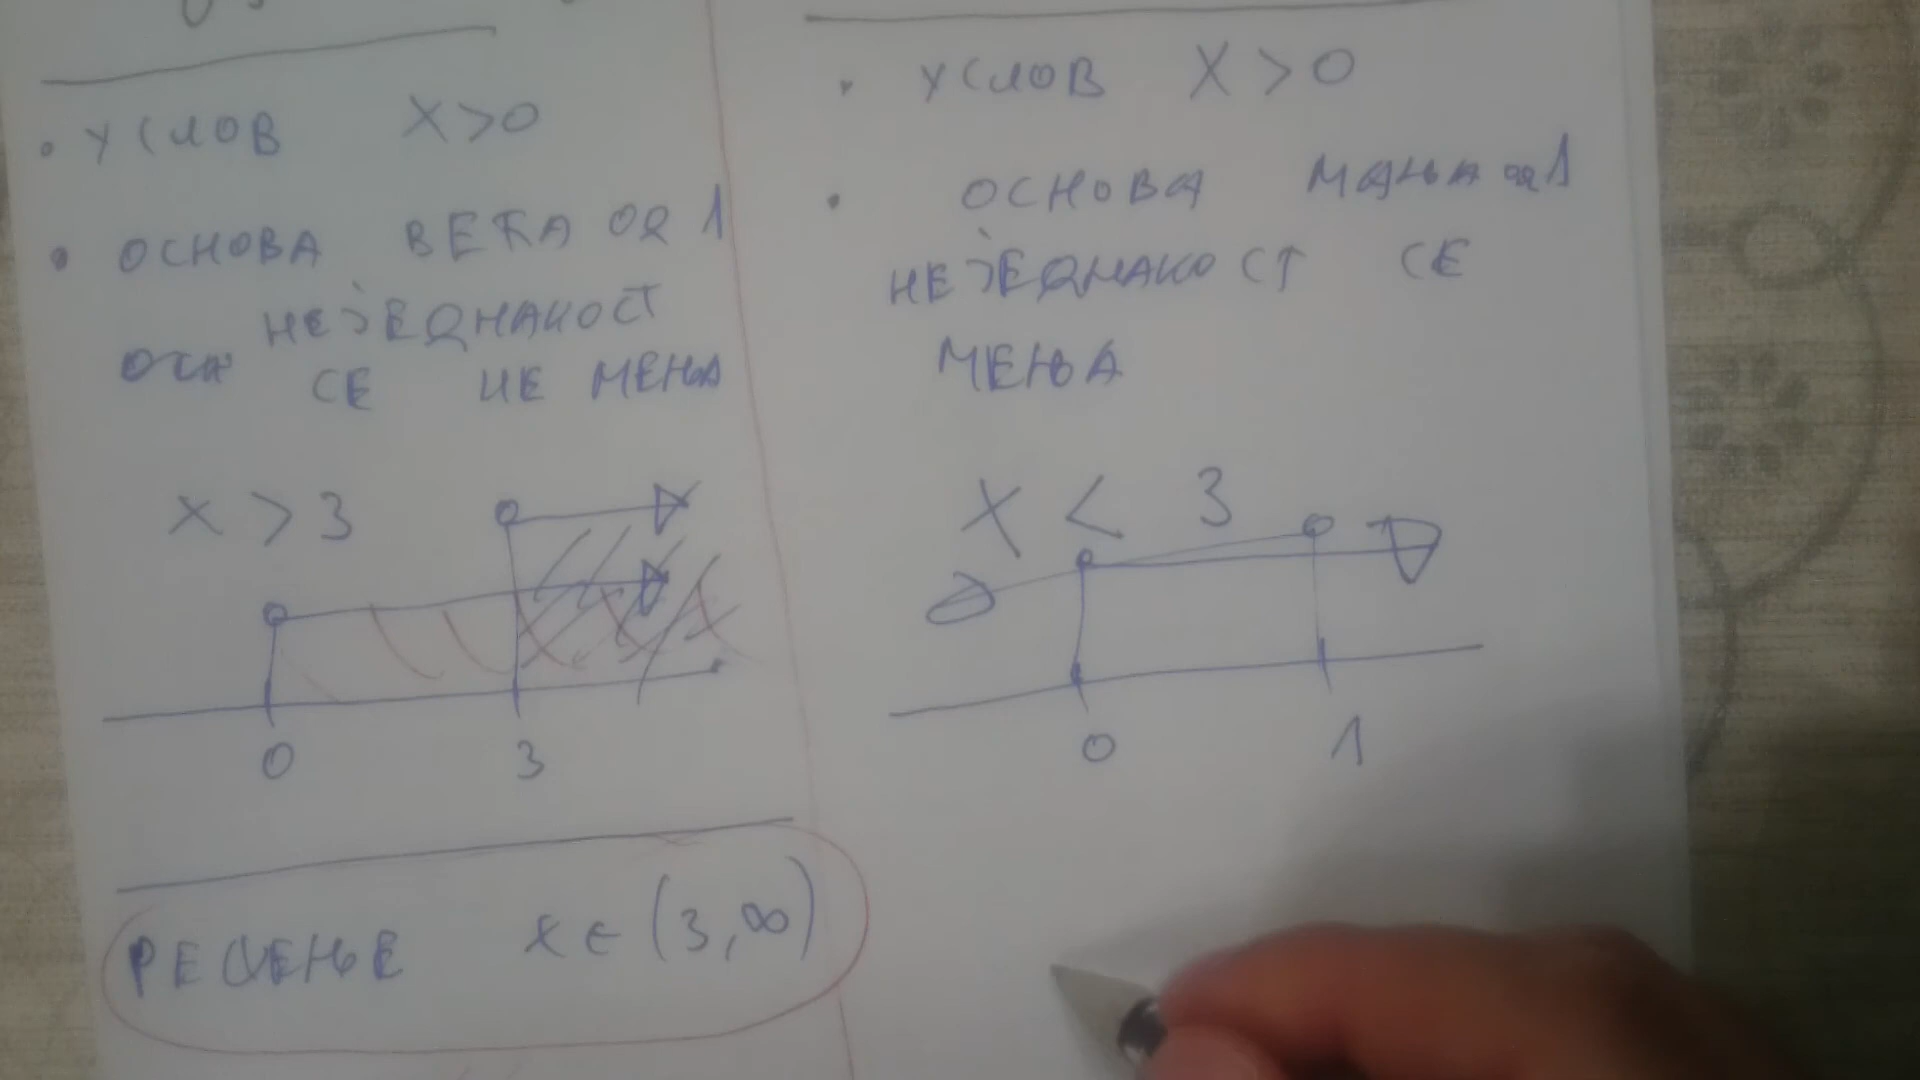 • УСЛОВ X>0
• ОСНОВА ВЕЋА ОД 1
НЕЈЕДНАКОСТ
СЕ НЕ МЕЊА
x > 3
0 3
РЕШЕЊЕ x ∈ (3, ∞)
• УСЛОВ X > 0
• ОСНОВА МАЊА од 1
НЕЈЕДНАКОСТ СЕ
МЕЊА
X < 3
0 1